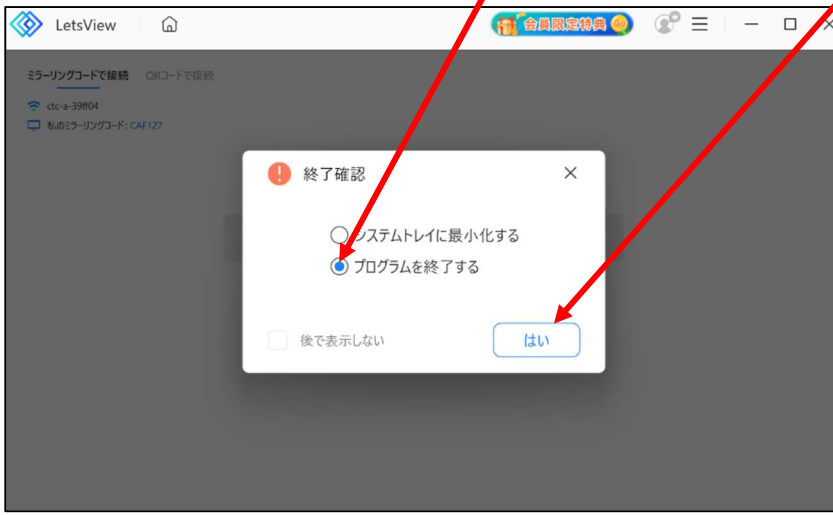 LetsView
会員限定特典 GO
ミラーリングコードで接続 QRコードで接続
ctc-a-39ff04
私のミラーリングコード: CAF127
終了確認
システムトレイに最小化する
プログラムを終了する
後で表示しない
はい